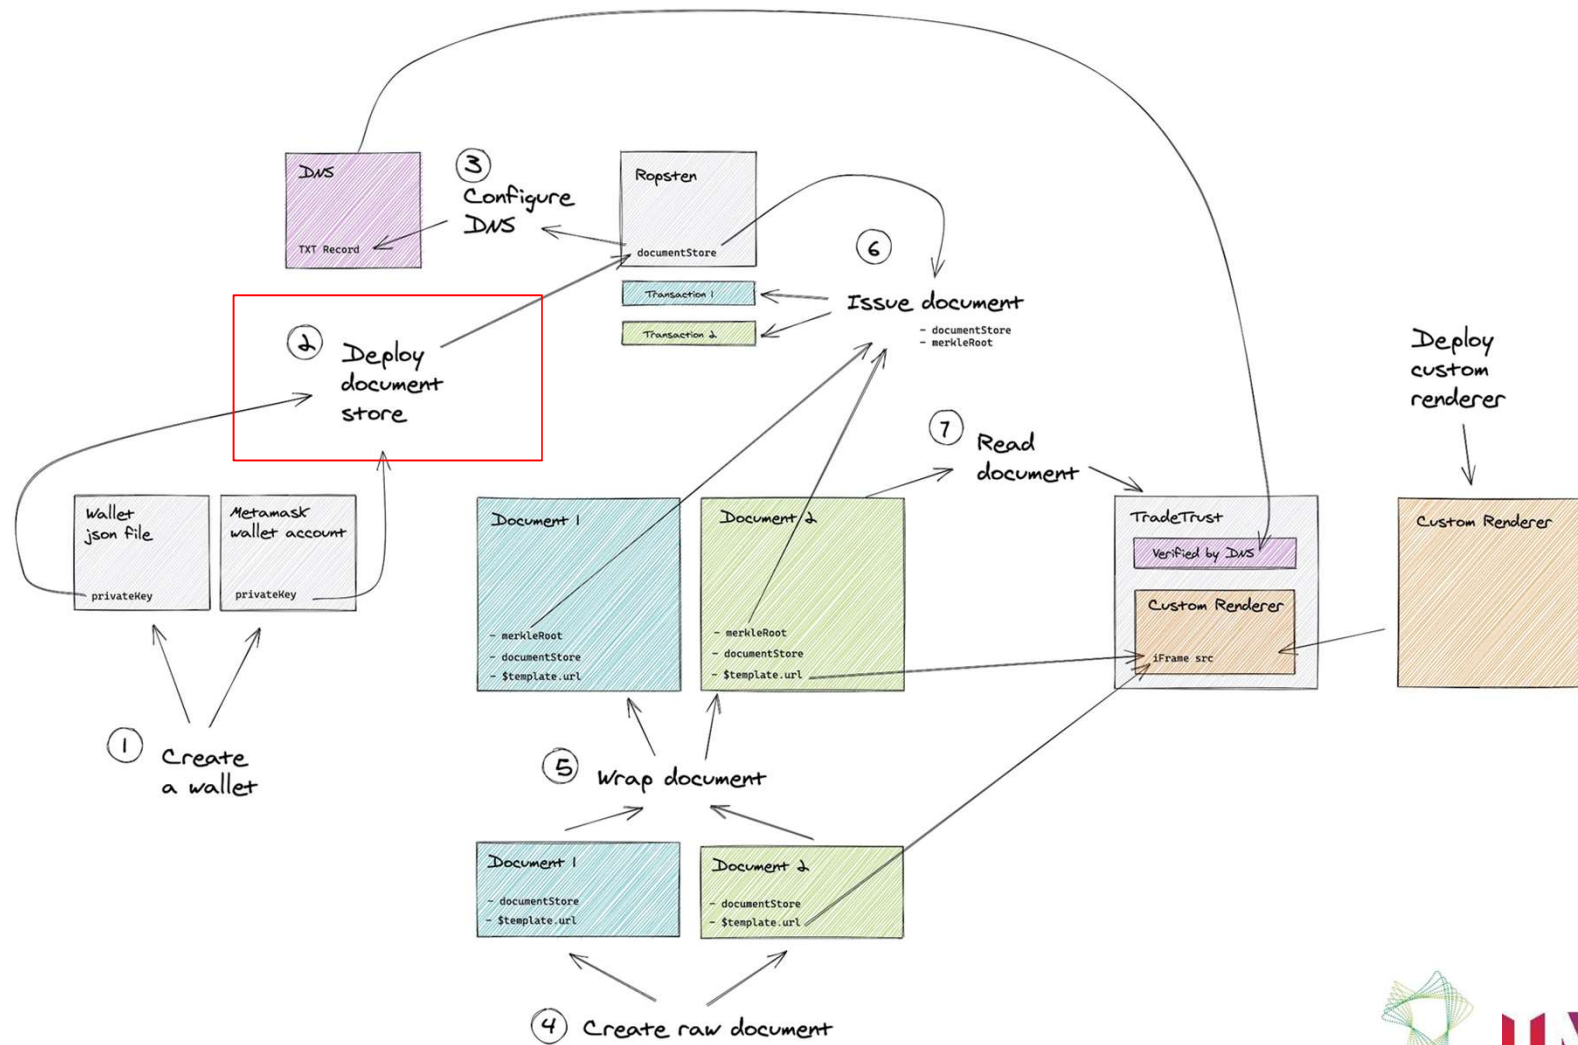 DNS
TXT Record
3
Configure
DNS
Ropsten
documentStore
Transaction 1
Transaction 2
6
Issue document
- documentStore
- merkleRoot
2
Deploy
document
store
Deploy
custom
renderer
7
Read
document
Wallet
json file
privateKey
Metamask
wallet account
privateKey
Document 1
- merkleRoot
- documentStore
- $template.url
Document 2
- merkleRoot
- documentStore
- $template.url
TradeTrust
Verified by DNS
Custom Renderer
iFrame src
Custom Renderer
1
Create
a wallet
5
Wrap document
Document 1
- documentStore
- $template.url
Document 2
- documentStore
- $template.url
4
Create raw document